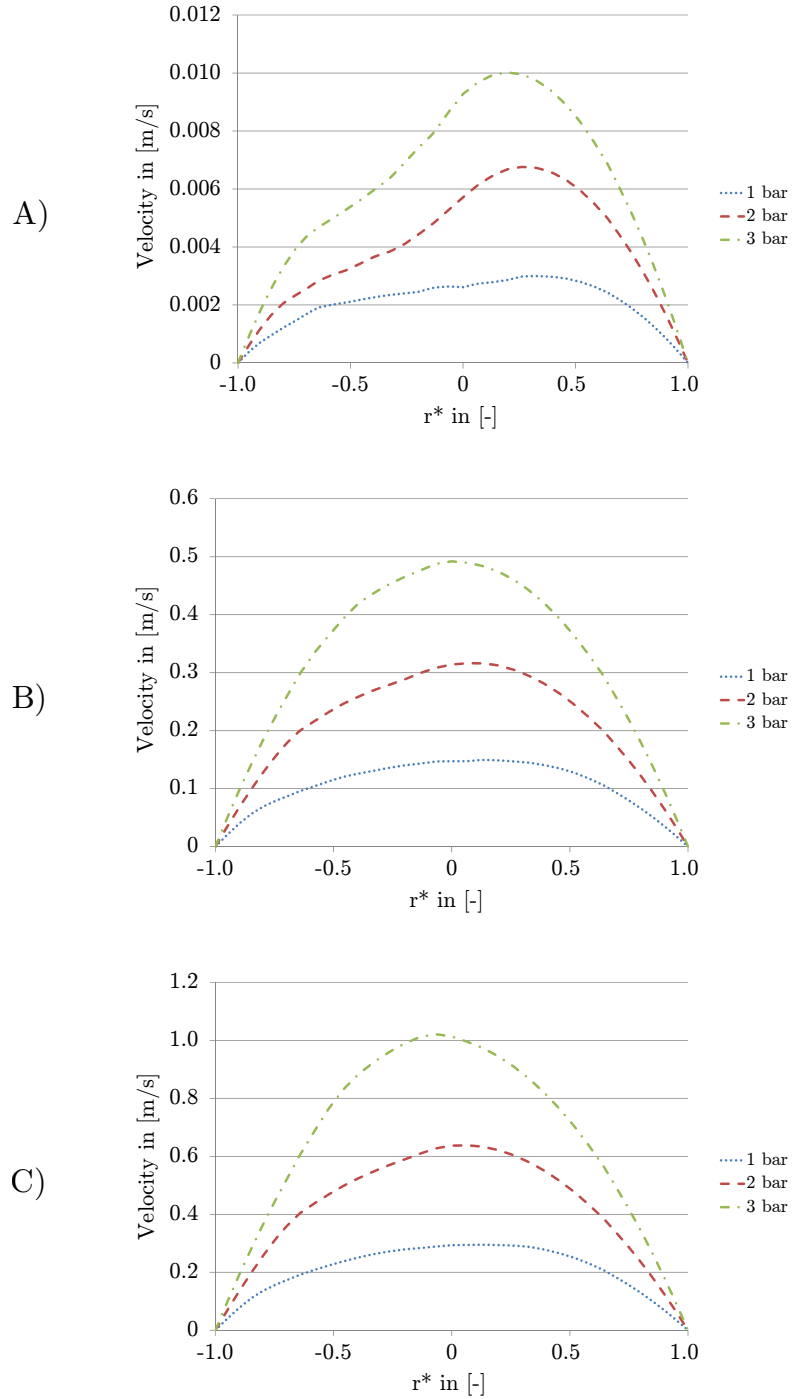 A)
Velocity in [m/s]
0.012
0.010
0.008
0.006
0.004
0.002
0
-1.0 -0.5 0 0.5 1.0
r* in [-]
1 bar
2 bar
3 bar
B)
Velocity in [m/s]
0.6
0.5
0.4
0.3
0.2
0.1
0
-1.0 -0.5 0 0.5 1.0
r* in [-]
1 bar
2 bar
3 bar
C)
Velocity in [m/s]
1.2
1.0
0.8
0.6
0.4
0.2
0
-1.0 -0.5 0 0.5 1.0
r* in [-]
1 bar
2 bar
3 bar